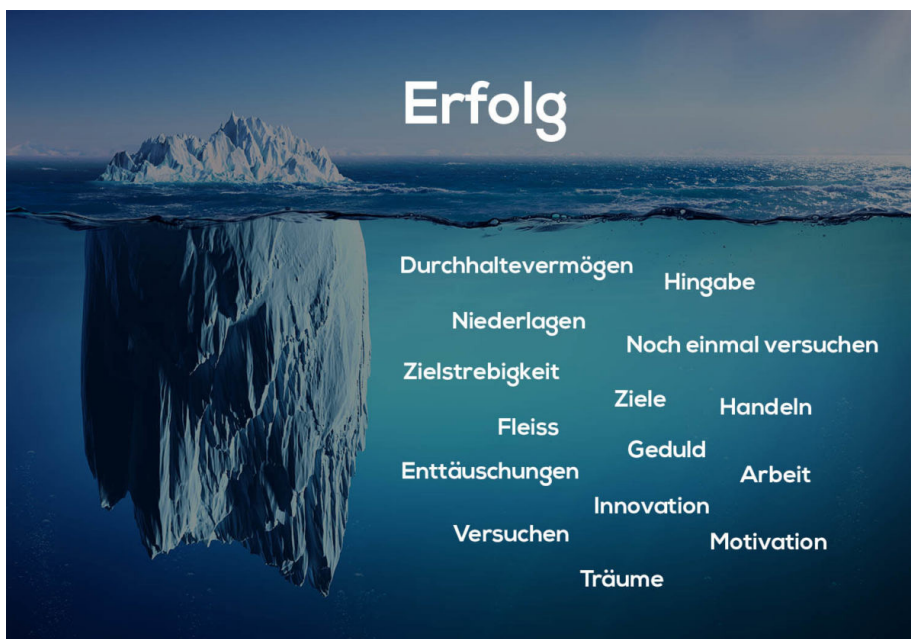 Erfolg
Durchhaltevermögen
Hingabe
Niederlagen
Noch einmal versuchen
Zielstrebigkeit
Ziele
Handeln
Fleiss
Geduld
Enttäuschungen
Arbeit
Innovation
Versuchen
Motivation
Träume